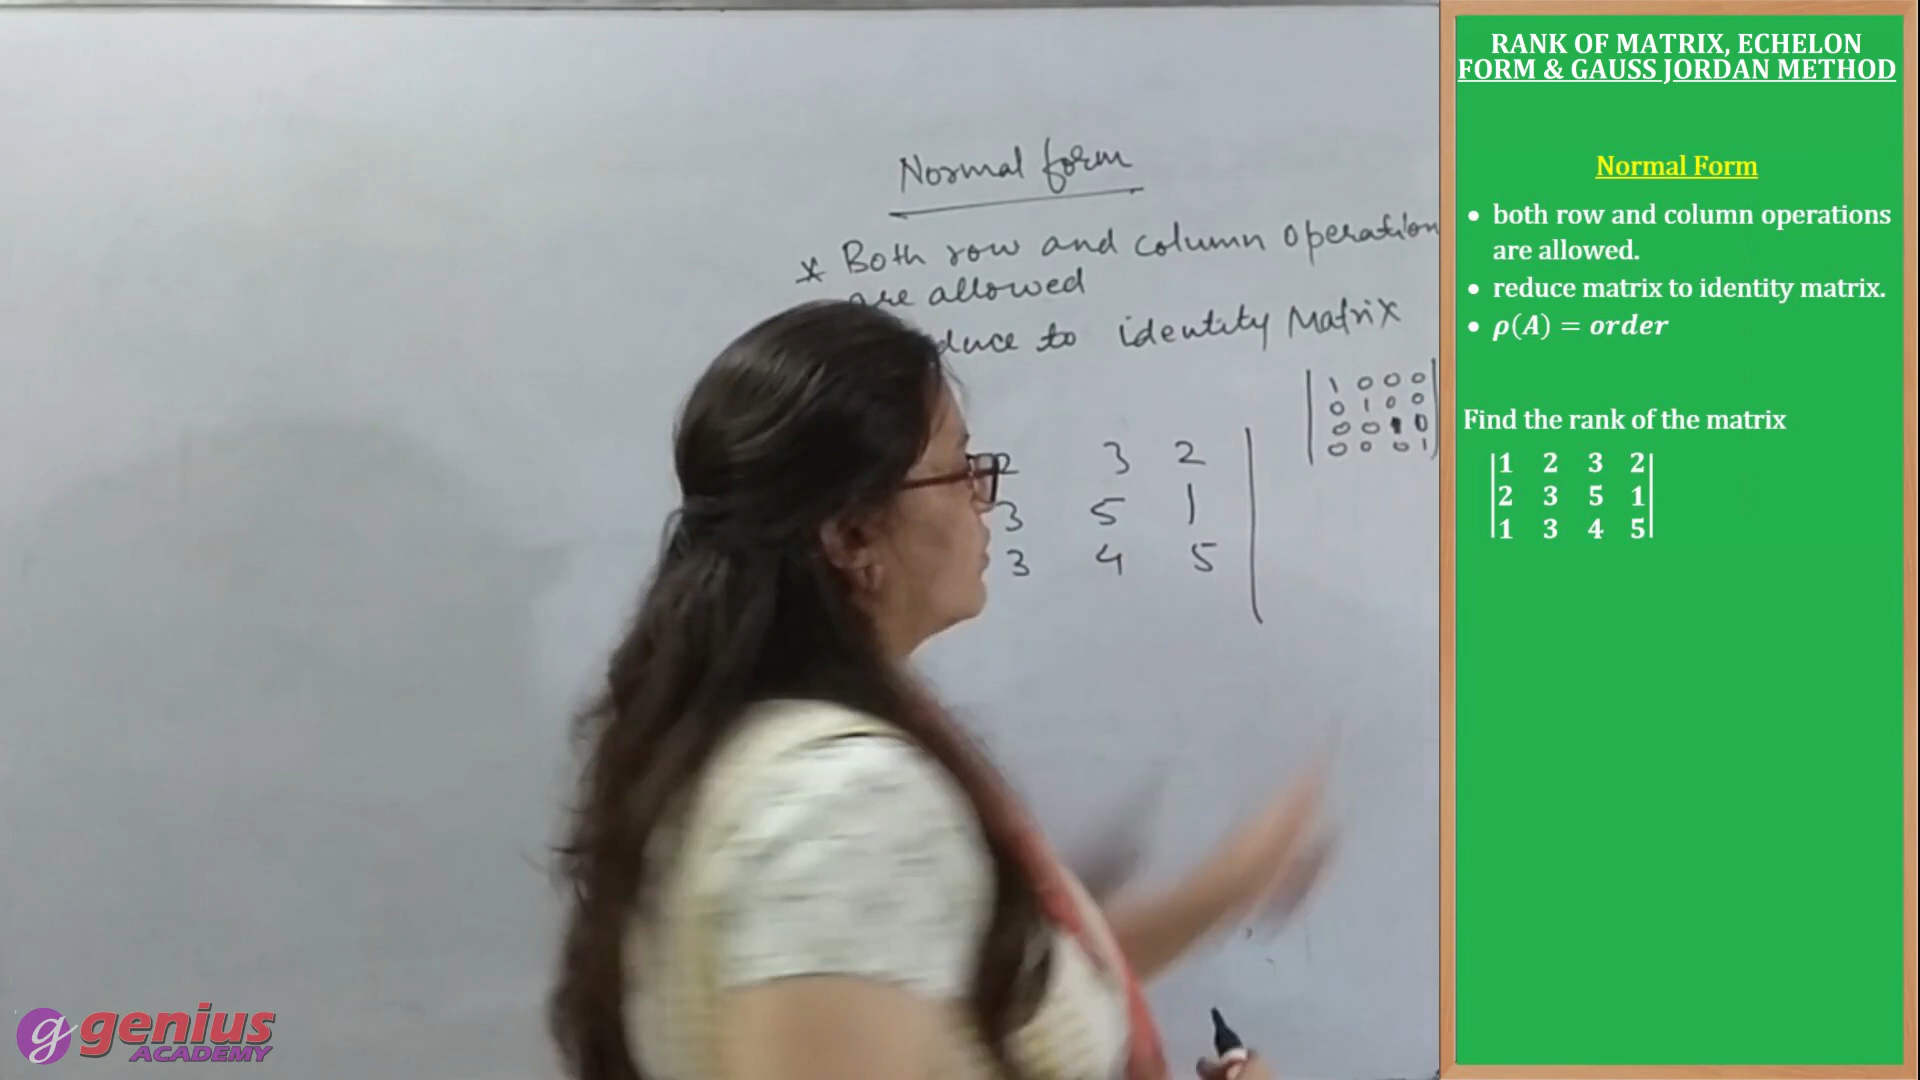 Normal form
* Both row and column operation
are allowed
duce to identity Matrix
1 0 0 0
0 1 0 0
0 0 1 0
0 0 0 1
2 3 2
3 5 1
3 4 5
RANK OF MATRIX, ECHELON
FORM & GAUSS JORDAN METHOD
Normal Form
• both row and column operations
are allowed.
• reduce matrix to identity matrix.
• ρ(A) = order
Find the rank of the matrix
|1 2 3 2|
|2 3 5 1|
|1 3 4 5|
g genius
ACADEMY